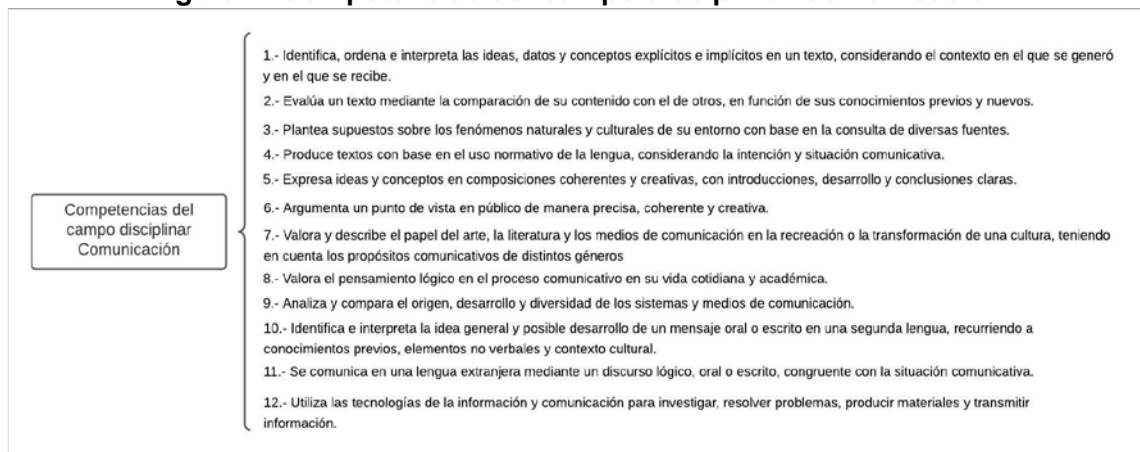 1.- Identifica, ordena e interpreta las ideas, datos y conceptos explícitos e implícitos en un texto, considerando el contexto en el que se generó
y en el que se recibe.
2.- Evalúa un texto mediante la comparación de su contenido con el de otros, en función de sus conocimientos previos y nuevos.
3.- Plantea supuestos sobre los fenómenos naturales y culturales de su entorno con base en la consulta de diversas fuentes.
4.- Produce textos con base en el uso normativo de la lengua, considerando la intención y situación comunicativa.
5.- Expresa ideas y conceptos en composiciones coherentes y creativas, con introducciones, desarrollo y conclusiones claras.
Competencias del
campo disciplinar
Comunicación
6.- Argumenta un punto de vista en público de manera precisa, coherente y creativa.
7.- Valora y describe el papel del arte, la literatura y los medios de comunicación en la recreación o la transformación de una cultura, teniendo
en cuenta los propósitos comunicativos de distintos géneros
8.- Valora el pensamiento lógico en el proceso comunicativo en su vida cotidiana y académica.
9.- Analiza y compara el origen, desarrollo y diversidad de los sistemas y medios de comunicación.
10.- Identifica e interpreta la idea general y posible desarrollo de un mensaje oral o escrito en una segunda lengua, recurriendo a
conocimientos previos, elementos no verbales y contexto cultural.
11.- Se comunica en una lengua extranjera mediante un discurso lógico, oral o escrito, congruente con la situación comunicativa.
12.- Utiliza las tecnologías de la información y comunicación para investigar, resolver problemas, producir materiales y transmitir
información.